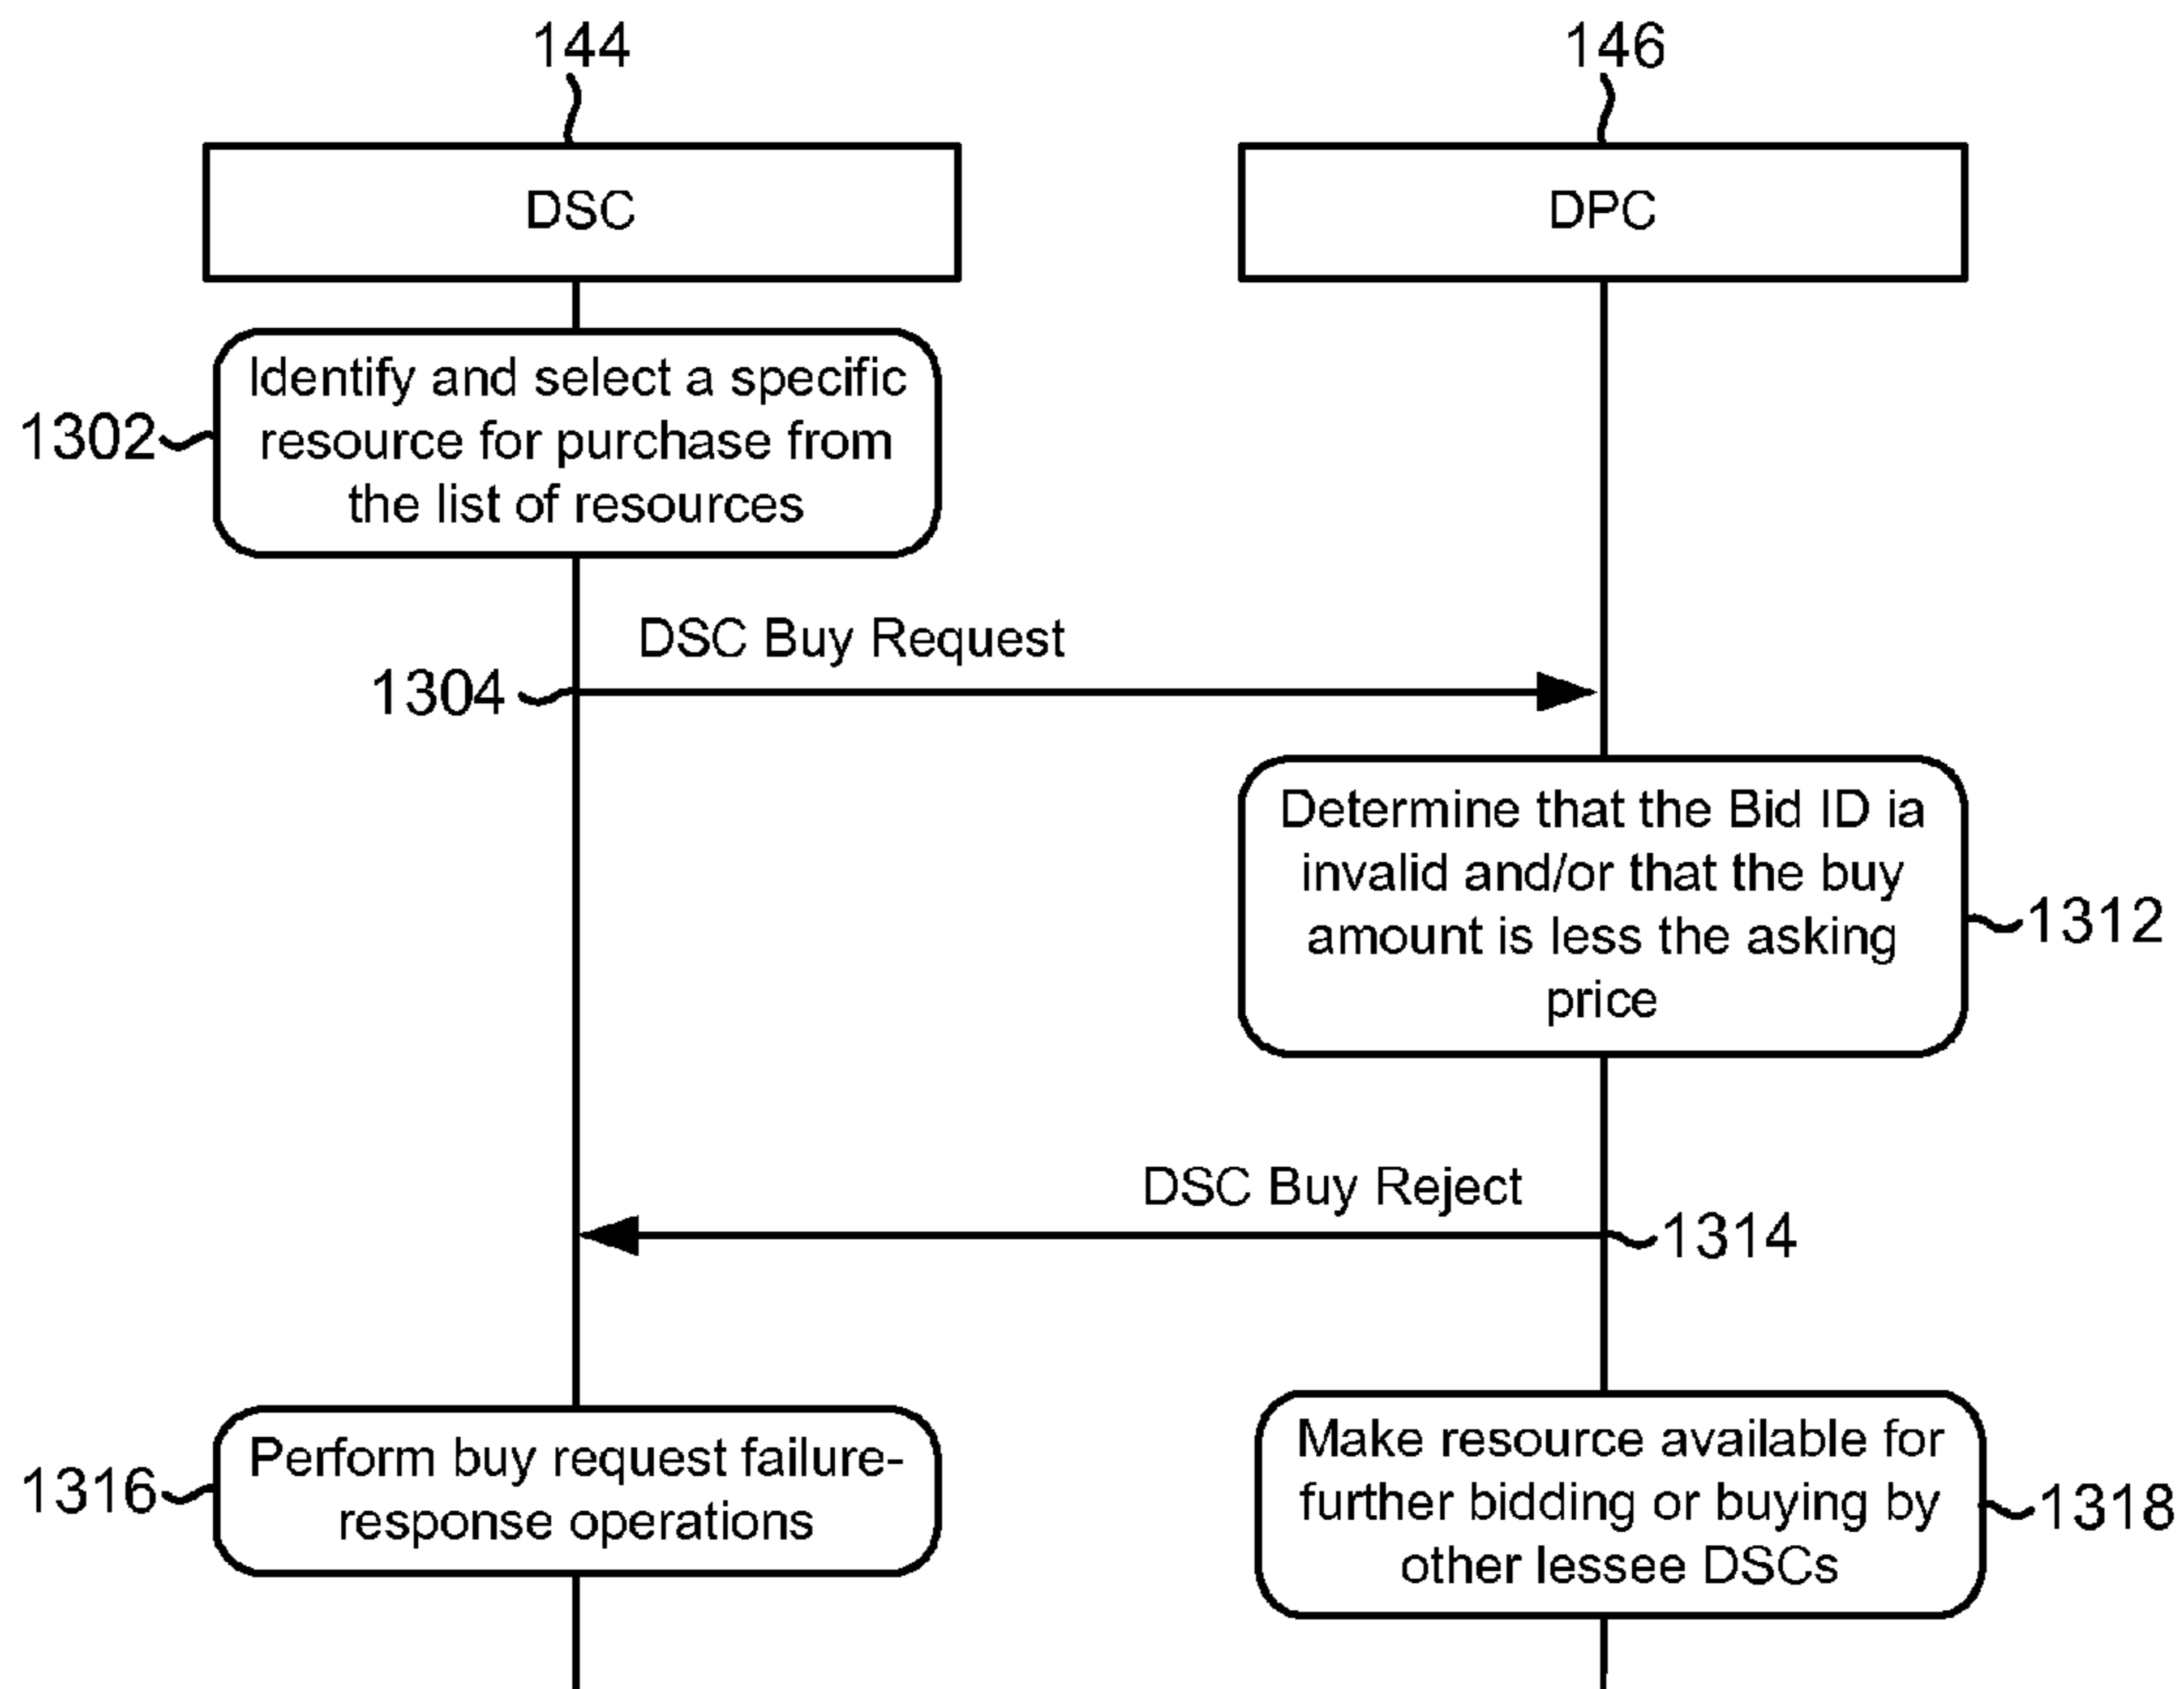 144
146
DSC
DPC
Identify and select a specific
resource for purchase from
the list of resources
1302
DSC Buy Request
1304
Determine that the Bid ID ia
invalid and/or that the buy
amount is less the asking
price
1312
DSC Buy Reject
1314
Perform buy request failure-
response operations
1316
Make resource available for
further bidding or buying by
other lessee DSCs
1318